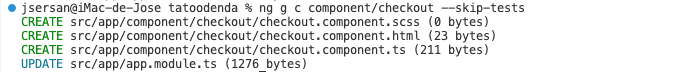 jsersan@iMac-de-Jose tatoodenda % ng g c component/checkout --skip-tests
CREATE src/app/component/checkout/checkout.component.scss (0 bytes)
CREATE src/app/component/checkout/checkout.component.html (23 bytes)
CREATE src/app/component/checkout/checkout.component.ts (211 bytes)
UPDATE src/app/app.module.ts (1276 bytes)